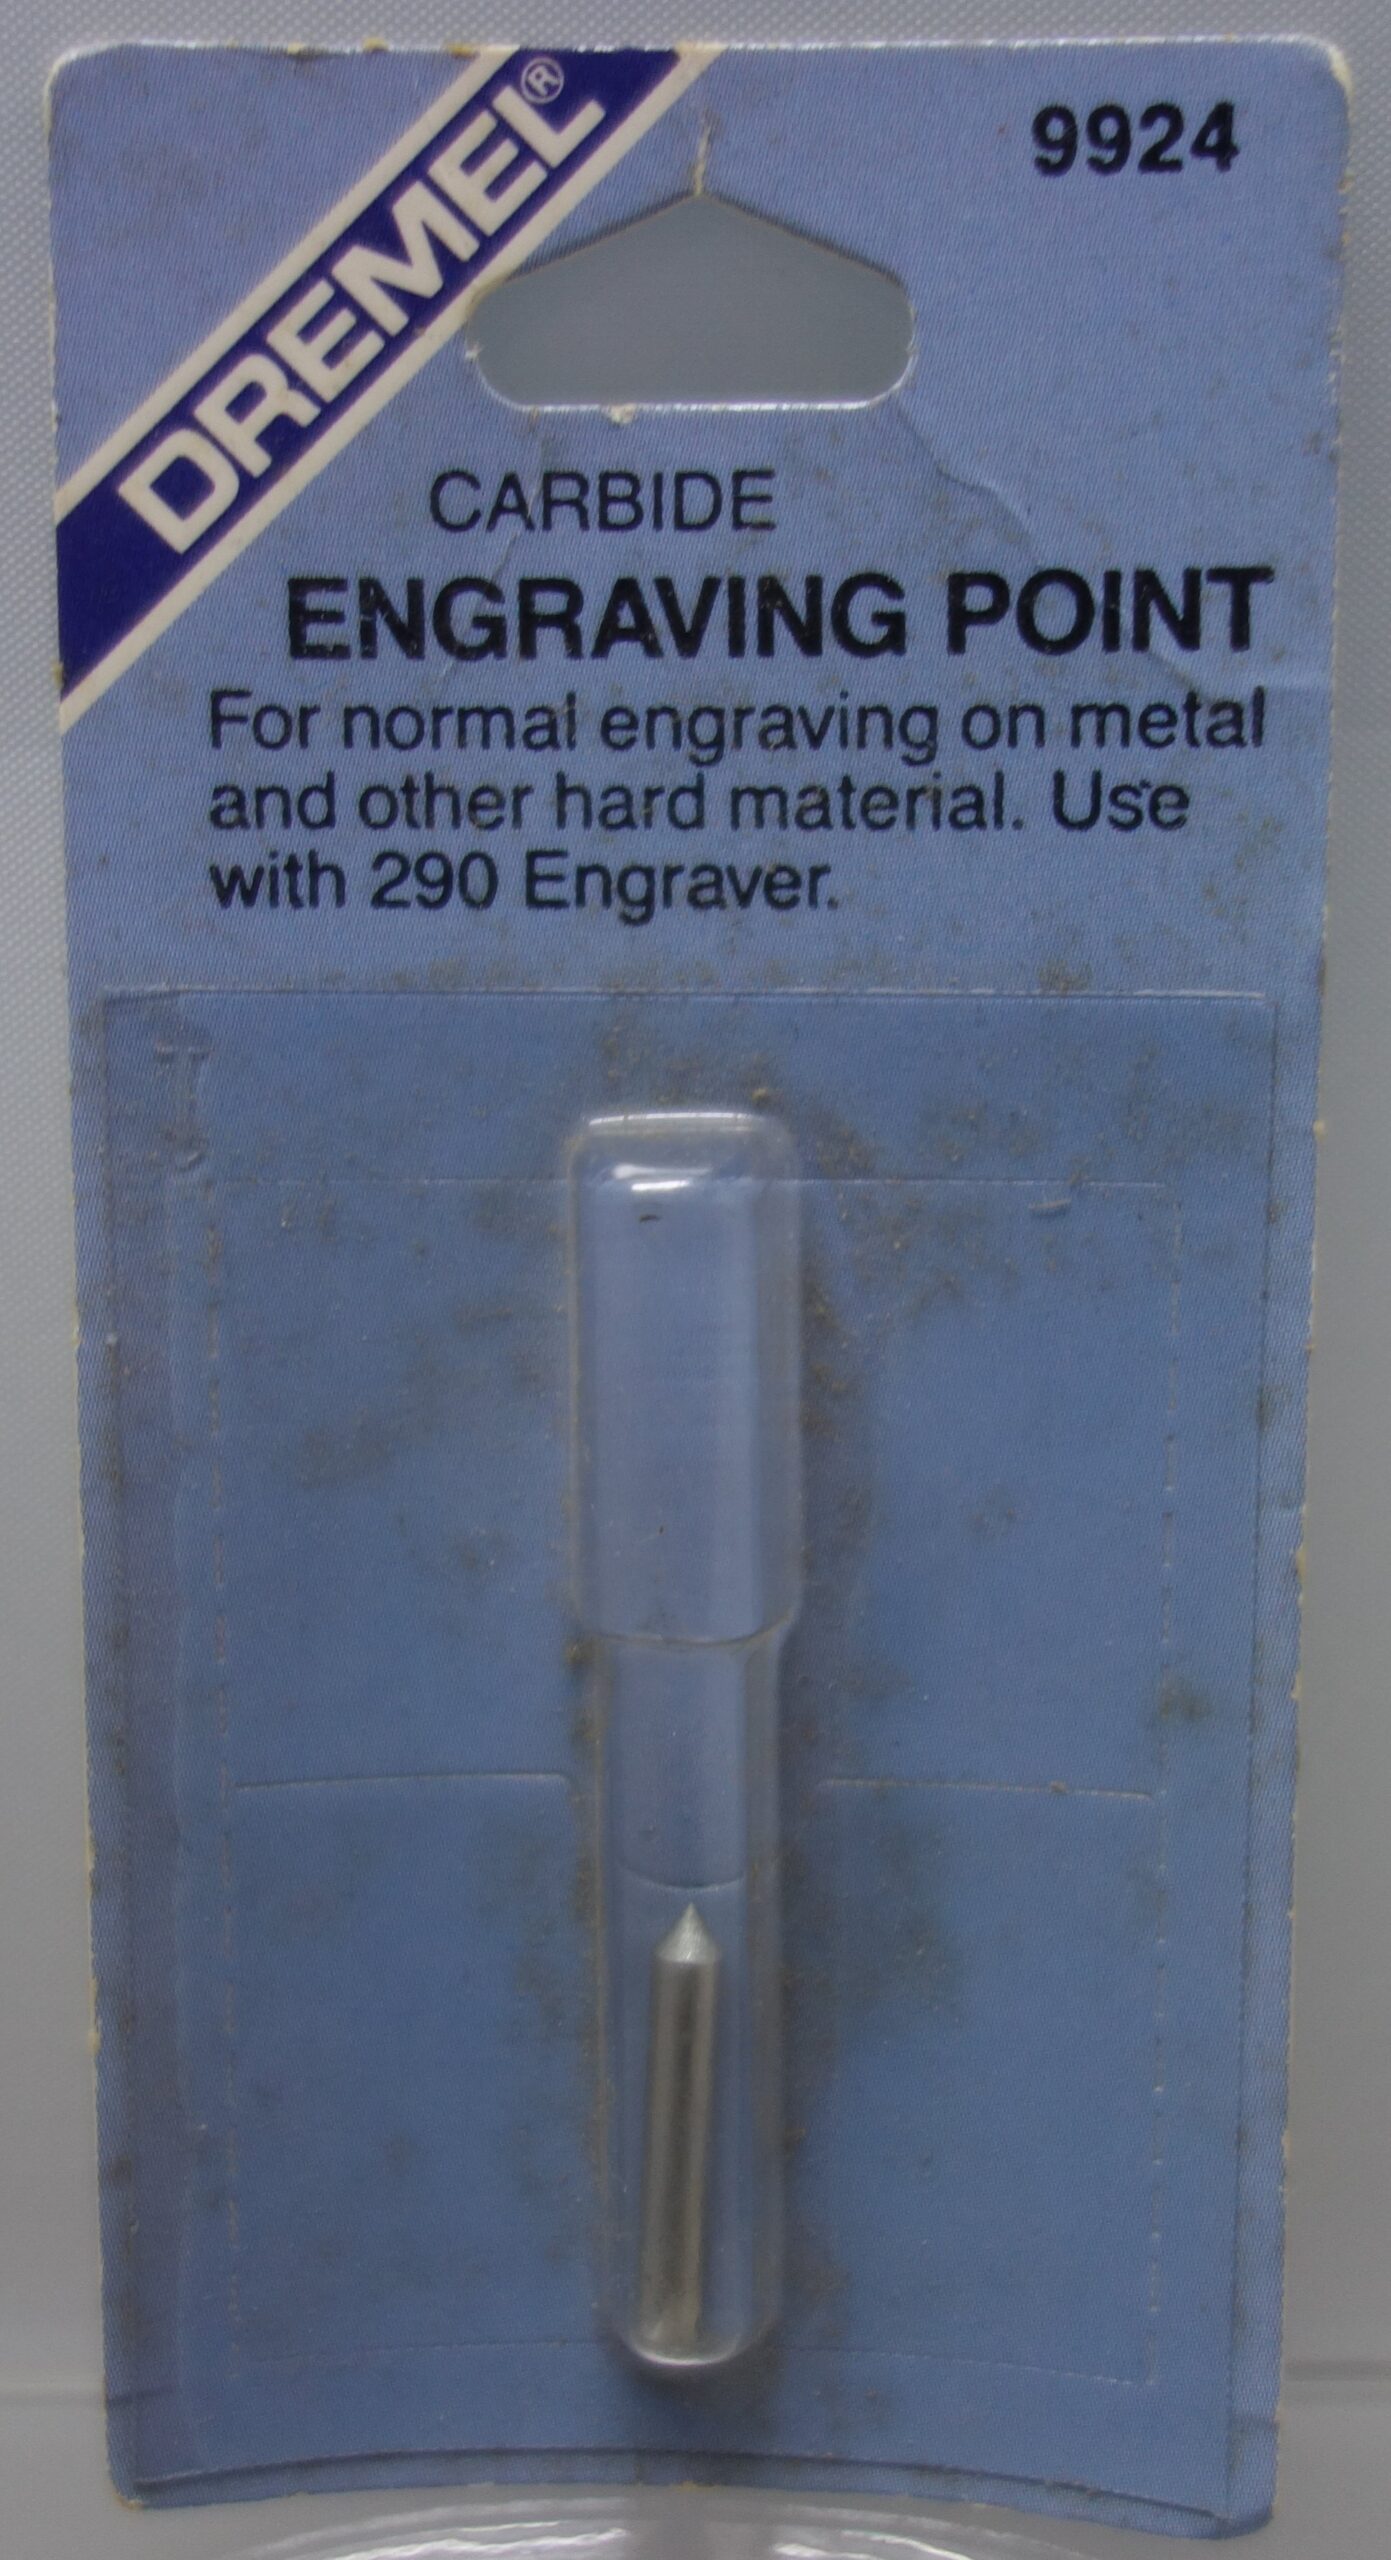 DREMEL®
9924
CARBIDE
ENGRAVING POINT
For normal engraving on metal
and other hard material. Use
with 290 Engraver.